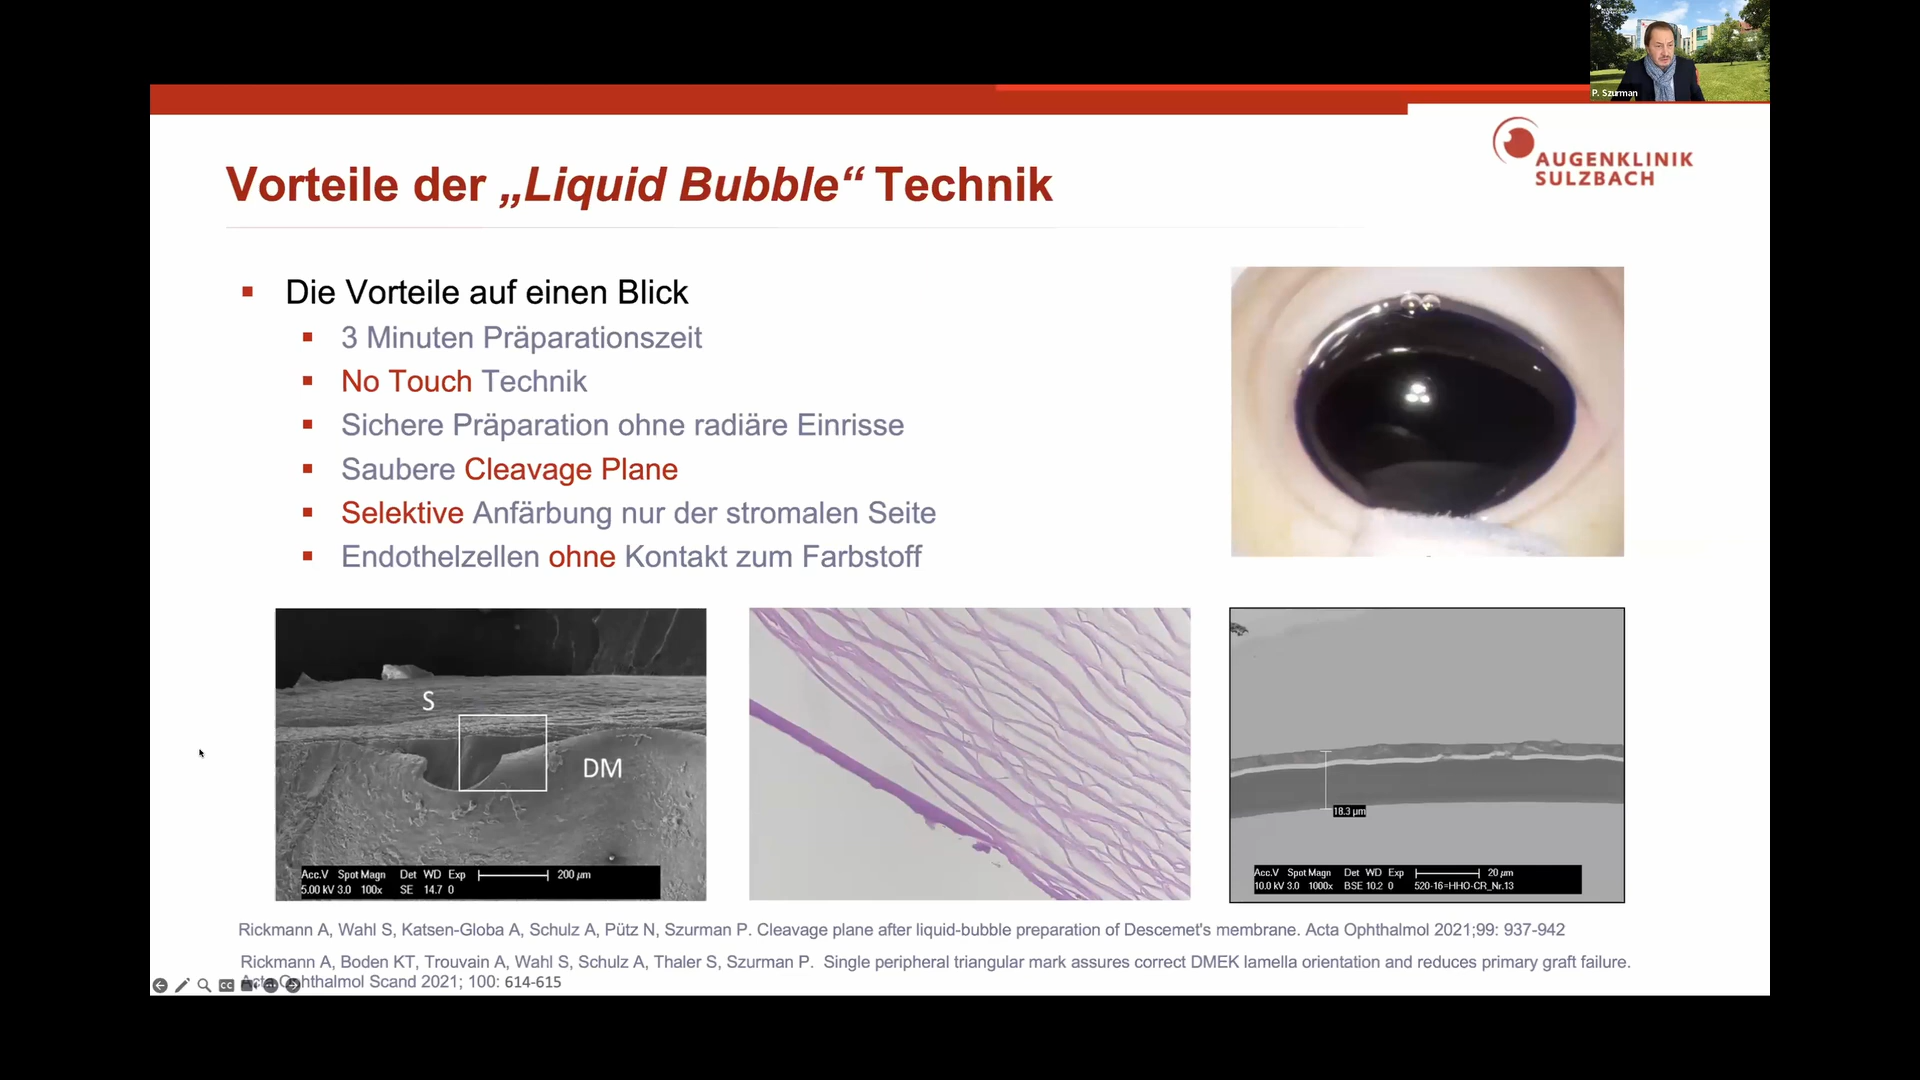 P. Szurman
AUGENKLINIK
SULZBACH
Vorteile der „Liquid Bubble“ Technik
Die Vorteile auf einen Blick
3 Minuten Präparationszeit
No Touch Technik
Sichere Präparation ohne radiäre Einrisse
Saubere Cleavage Plane
Selektive Anfärbung nur der stromalen Seite
Endothelzellen ohne Kontakt zum Farbstoff
S
DM
Acc.V Spot Magn Det WD Exp 200 µm
5.00 kV 3.0 100x SE 14.7 0
18.3 µm
Acc.V Spot Magn Det WD Exp 20 µm
10.0 kV 3.0 1000x BSE 10.2 0 520-16=HHO-CR_Nr.13
Rickmann A, Wahl S, Katsen-Globa A, Schulz A, Pütz N, Szurman P. Cleavage plane after liquid-bubble preparation of Descemet's membrane. Acta Ophthalmol 2021;99: 937-942
Rickmann A, Boden KT, Trouvain A, Wahl S, Schulz A, Thaler S, Szurman P. Single peripheral triangular mark assures correct DMEK lamella orientation and reduces primary graft failure.
Acta Ophthalmol Scand 2021; 100: 614-615
CC